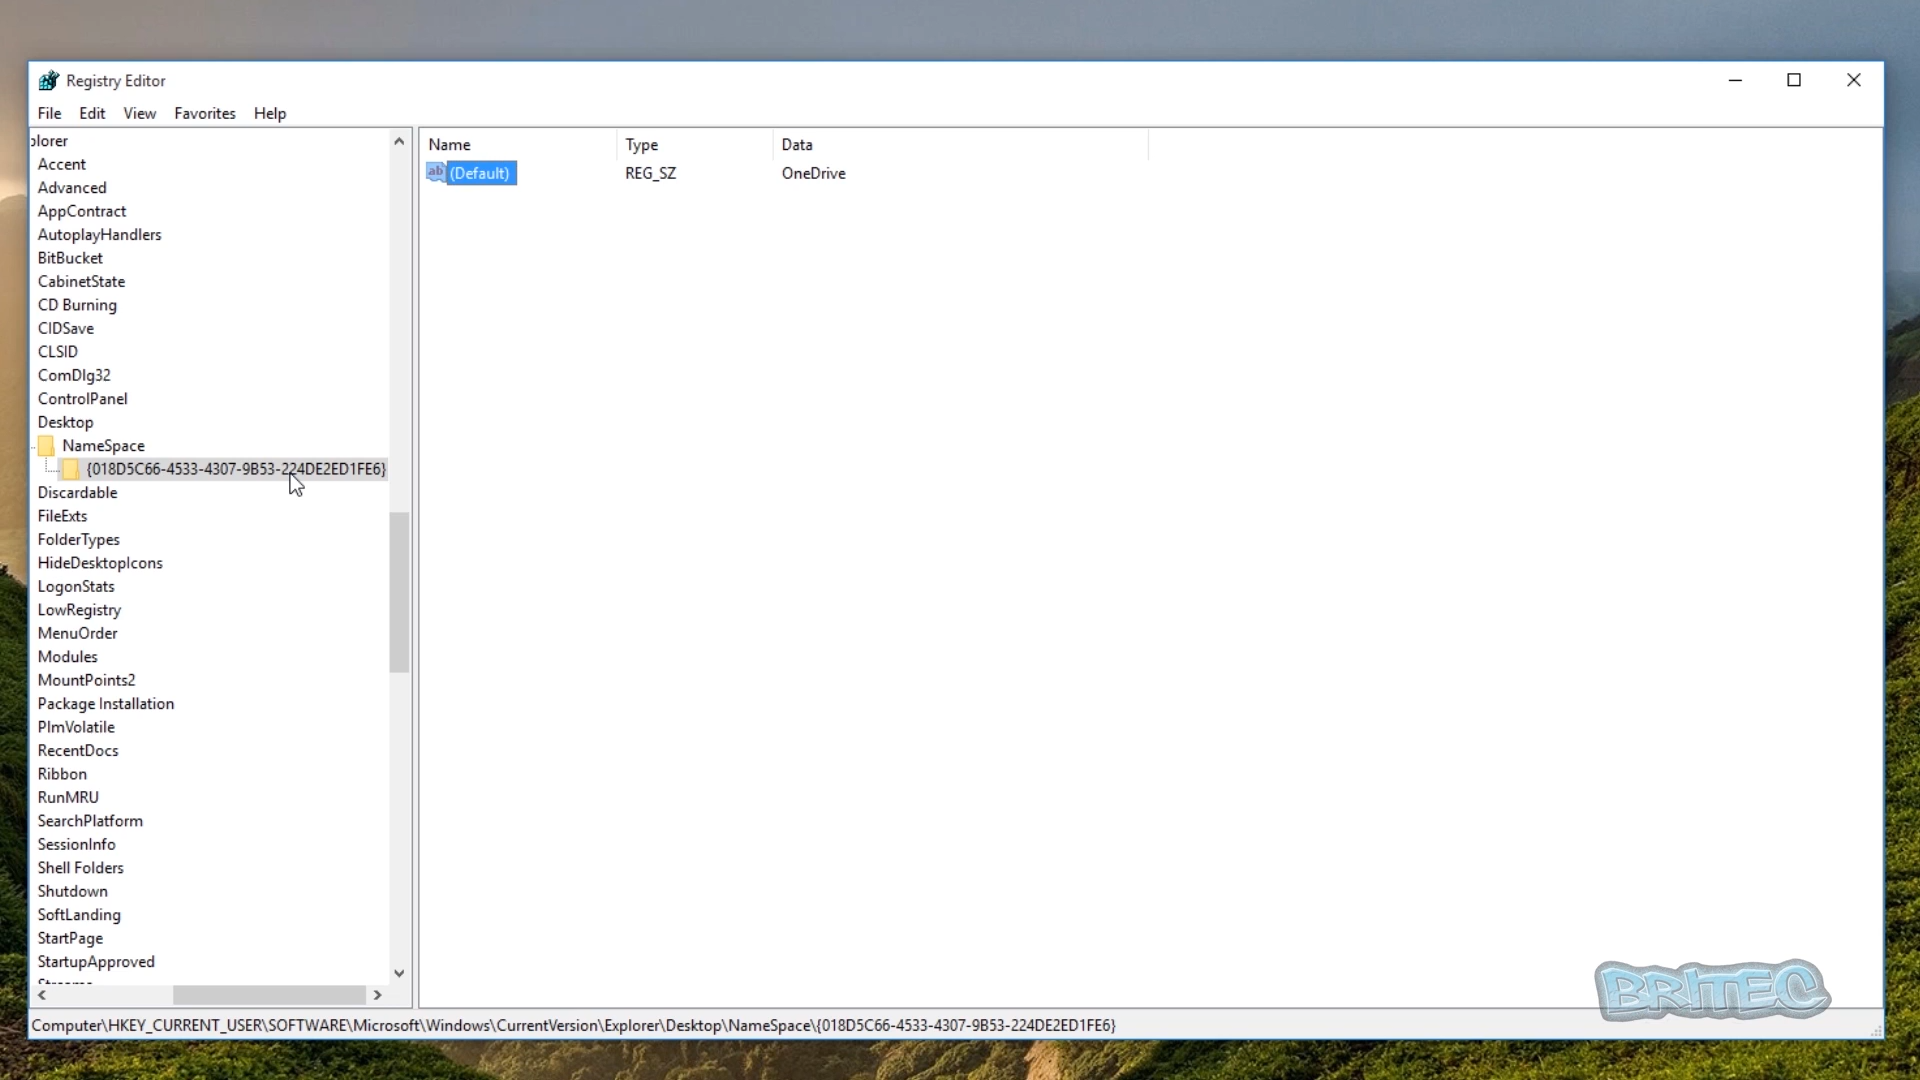 Registry Editor
File Edit View Favorites Help
plorer
Accent
Advanced
AppContract
AutoplayHandlers
BitBucket
CabinetState
CD Burning
CIDSave
CLSID
ComDlg32
ControlPanel
Desktop
NameSpace
{018D5C66-4533-4307-9B53-224DE2ED1FE6}
Discardable
FileExts
FolderTypes
HideDesktopIcons
LogonStats
LowRegistry
MenuOrder
Modules
MountPoints2
Package Installation
PlmVolatile
RecentDocs
Ribbon
RunMRU
SearchPlatform
SessionInfo
Shell Folders
Shutdown
SoftLanding
StartPage
StartupApproved
Name Type Data
ab (Default) REG_SZ OneDrive
BRITEC
Computer\HKEY_CURRENT_USER\SOFTWARE\Microsoft\Windows\CurrentVersion\Explorer\Desktop\NameSpace\{018D5C66-4533-4307-9B53-224DE2ED1FE6}